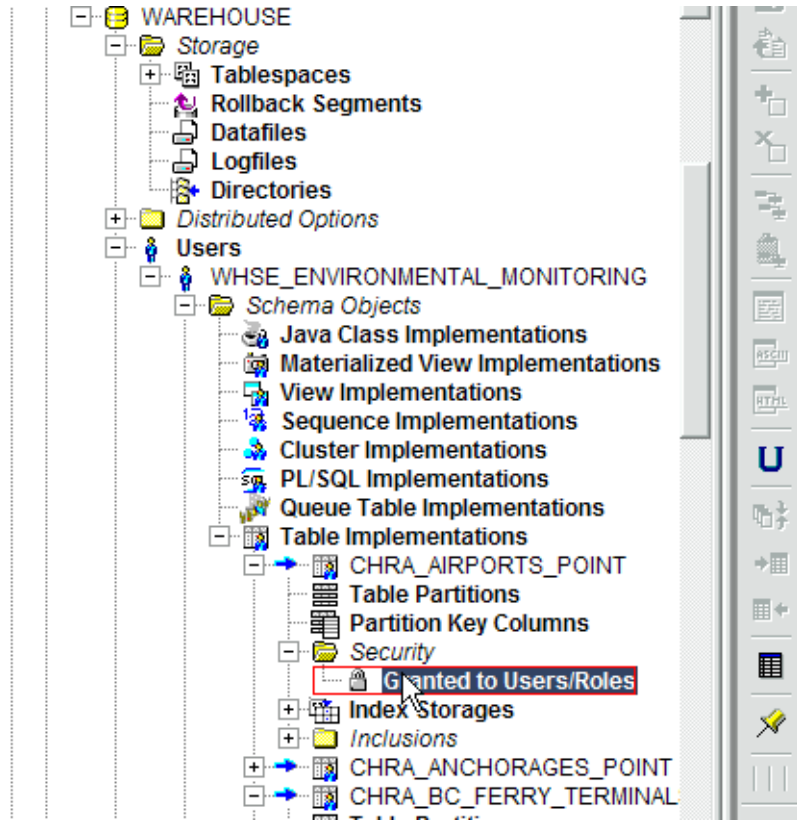 WAREHOUSE
Storage
Tablespaces
Rollback Segments
Datafiles
Logfiles
Directories
Distributed Options
Users
WHSE_ENVIRONMENTAL_MONITORING
Schema Objects
Java Class Implementations
Materialized View Implementations
View Implementations
Sequence Implementations
Cluster Implementations
PL/SQL Implementations
Queue Table Implementations
Table Implementations
CHRA_AIRPORTS_POINT
Table Partitions
Partition Key Columns
Security
Granted to Users/Roles
Index Storages
Inclusions
CHRA_ANCHORAGES_POINT
CHRA_BC_FERRY_TERMINAL
ASCII
HTML
U